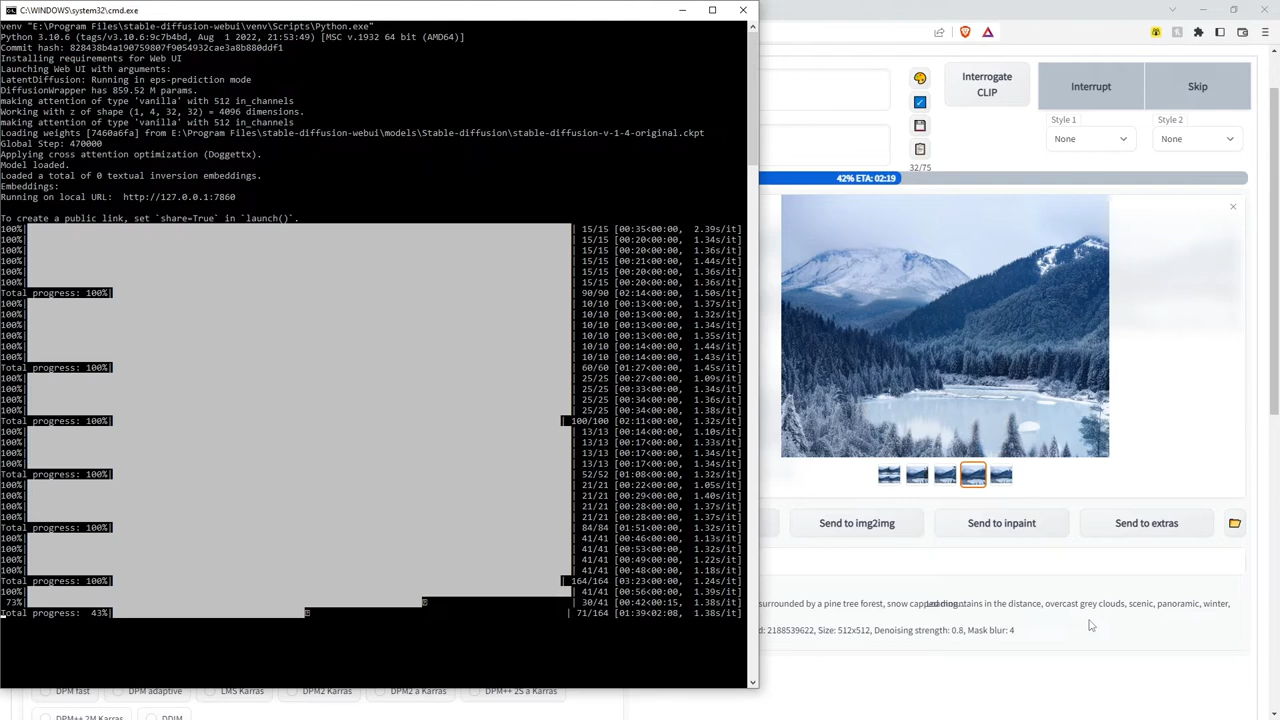 C:\WINDOWS\system32\cmd.exe
venv "E:\Program Files\stable-diffusion-webui\venv\Scripts\Python.exe"
Python 3.10.6 (tags/v3.10.6:9c7b4bd, Aug  1 2022, 21:53:49) [MSC v.1932 64 bit (AMD64)]
Commit hash: 828438b4a190759807f9054932cae3a8b880ddf1
Installing requirements for Web UI
Launching Web UI with arguments:
LatentDiffusion: Running in eps-prediction mode
DiffusionWrapper has 859.52 M params.
making attention of type 'vanilla' with 512 in_channels
Working with z of shape (1, 4, 32, 32) = 4096 dimensions.
making attention of type 'vanilla' with 512 in_channels
Loading weights [7460a6fa] from E:\Program Files\stable-diffusion-webui\models\Stable-diffusion\stable-diffusion-v-1-4-original.ckpt
Global Step: 470000
Applying cross attention optimization (Doggettx).
Model loaded.
Loaded a total of 0 textual inversion embeddings.
Embeddings:
Running on local URL:  http://127.0.0.1:7860
To create a public link, set `share=True` in `launch()`.
100%| | 15/15 [00:35<00:00,  2.39s/it]
100%| | 15/15 [00:20<00:00,  1.34s/it]
100%| | 15/15 [00:20<00:00,  1.36s/it]
100%| | 15/15 [00:21<00:00,  1.44s/it]
100%| | 15/15 [00:20<00:00,  1.36s/it]
100%| | 15/15 [00:20<00:00,  1.35s/it]
Total progress: 100%| | 90/90 [02:14<00:00,  1.50s/it]
100%| | 10/10 [00:13<00:00,  1.37s/it]
100%| | 10/10 [00:13<00:00,  1.32s/it]
100%| | 10/10 [00:13<00:00,  1.34s/it]
100%| | 10/10 [00:13<00:00,  1.35s/it]
100%| | 10/10 [00:14<00:00,  1.44s/it]
100%| | 10/10 [00:14<00:00,  1.43s/it]
Total progress: 100%| | 60/60 [01:27<00:00,  1.45s/it]
100%| | 25/25 [00:27<00:00,  1.09s/it]
100%| | 25/25 [00:33<00:00,  1.34s/it]
100%| | 25/25 [00:34<00:00,  1.36s/it]
100%| | 25/25 [00:34<00:00,  1.38s/it]
Total progress: 100%| | 100/100 [02:11<00:00,  1.32s/it]
100%| | 13/13 [00:14<00:00,  1.10s/it]
100%| | 13/13 [00:17<00:00,  1.33s/it]
100%| | 13/13 [00:17<00:00,  1.34s/it]
100%| | 13/13 [00:17<00:00,  1.34s/it]
Total progress: 100%| | 52/52 [01:08<00:00,  1.32s/it]
100%| | 21/21 [00:22<00:00,  1.05s/it]
100%| | 21/21 [00:29<00:00,  1.40s/it]
100%| | 21/21 [00:28<00:00,  1.37s/it]
100%| | 21/21 [00:28<00:00,  1.37s/it]
Total progress: 100%| | 84/84 [01:51<00:00,  1.32s/it]
100%| | 41/41 [00:46<00:00,  1.13s/it]
100%| | 41/41 [00:53<00:00,  1.32s/it]
100%| | 41/41 [00:49<00:00,  1.22s/it]
100%| | 41/41 [00:48<00:00,  1.18s/it]
Total progress: 100%| | 164/164 [03:23<00:00,  1.24s/it]
100%| | 41/41 [00:56<00:00,  1.39s/it]
73%| | 30/41 [00:42<00:15,  1.38s/it]
Total progress:  43%| | 71/164 [01:39<02:08,  1.38s/it]
Interrogate
CLIP
Interrupt
Skip
Style 1
Style 2
None
None
32/75
42% ETA: 02:19
Send to img2img
Send to inpaint
Send to extras
surrounded by a pine tree forest, snow capped mountains in the distance, overcast grey clouds, scenic, panoramic, winter,
d: 2188539622, Size: 512x512, Denoising strength: 0.8, Mask blur: 4
DPM fast
DPM adaptive
LMS Karras
DPM2 Karras
DPM2 a Karras
DPM++ 2S a Karras
DPM++ 2M Karras
DDIM